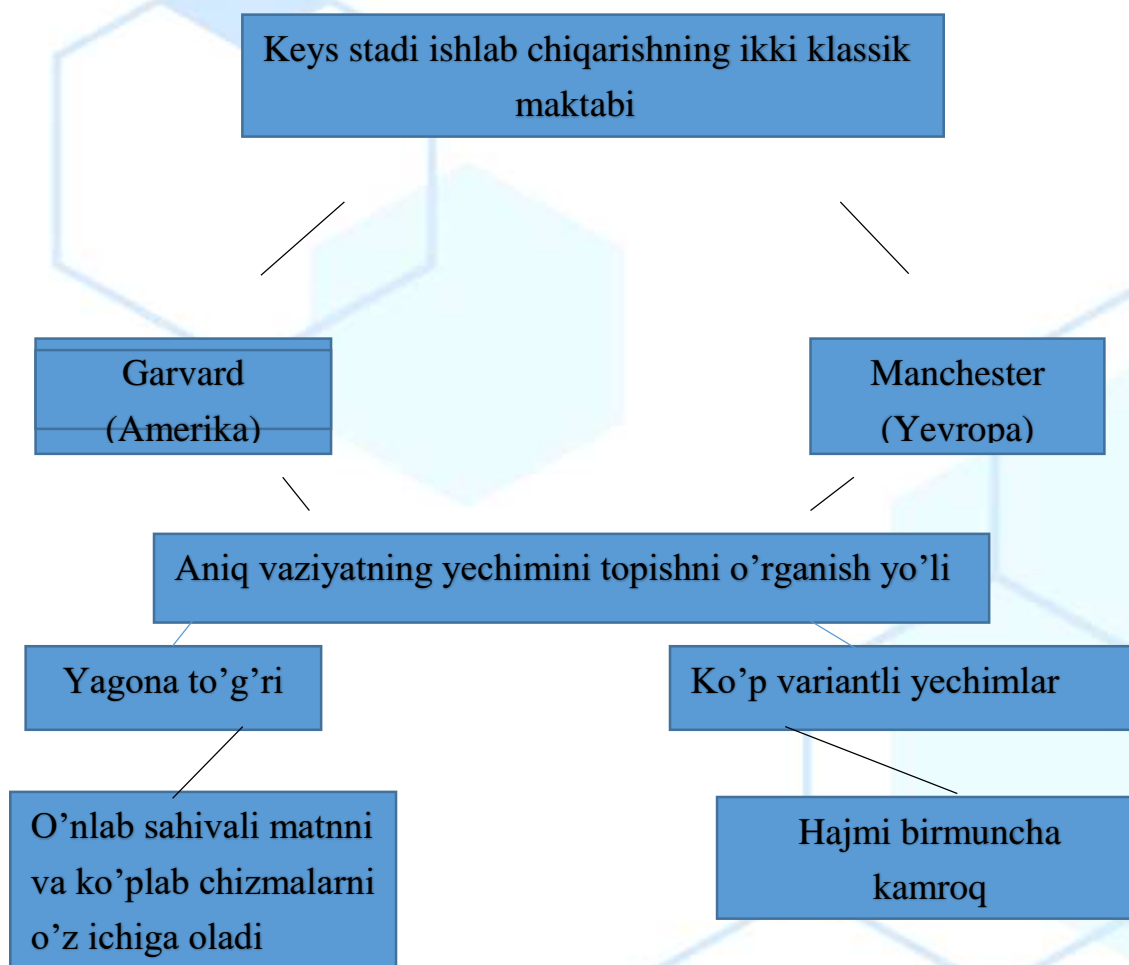 Keys stadi ishlab chiqarishning ikki klassik
maktabi
Garvard
(Amerika)
Manchester
(Yevropa)
Aniq vaziyatning yechimini topishni o’rganish yo’li
Yagona to’g’ri
Ko’p variantli yechimlar
O’nlab sahivali matnni
va ko’plab chizmalarni
o’z ichiga oladi
Hajmi birmuncha
kamroq